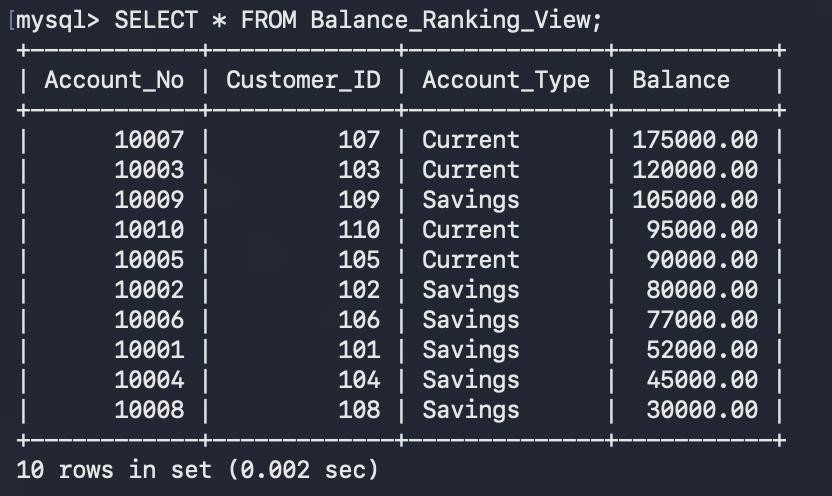 [mysql> SELECT * FROM Balance_Ranking_View;
+------------+-------------+--------------+-----------+
| Account_No | Customer_ID | Account_Type | Balance   |
+------------+-------------+--------------+-----------+
|      10007 |         107 | Current      | 175000.00 |
|      10003 |         103 | Current      | 120000.00 |
|      10009 |         109 | Savings      | 105000.00 |
|      10010 |         110 | Current      |  95000.00 |
|      10005 |         105 | Current      |  90000.00 |
|      10002 |         102 | Savings      |  80000.00 |
|      10006 |         106 | Savings      |  77000.00 |
|      10001 |         101 | Savings      |  52000.00 |
|      10004 |         104 | Savings      |  45000.00 |
|      10008 |         108 | Savings      |  30000.00 |
+------------+-------------+--------------+-----------+
10 rows in set (0.002 sec)